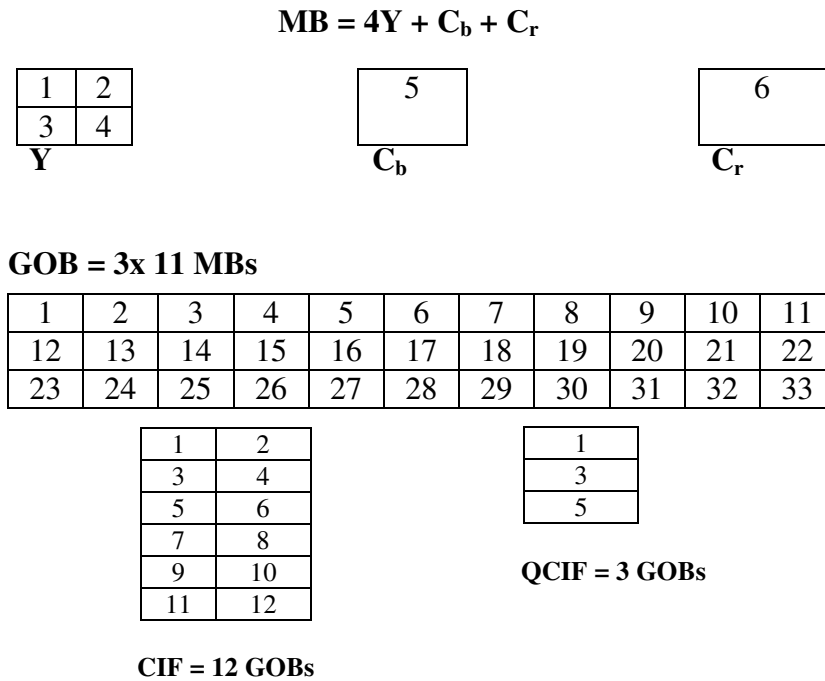 MB = 4Y + Cb + Cr
1 2
3 4
Y
5
Cb
6
Cr
GOB = 3x 11 MBs
1 2 3 4 5 6 7 8 9 10 11
12 13 14 15 16 17 18 19 20 21 22
23 24 25 26 27 28 29 30 31 32 33
1 2
3 4
5 6
7 8
9 10
11 12
CIF = 12 GOBs
1
3
5
QCIF = 3 GOBs